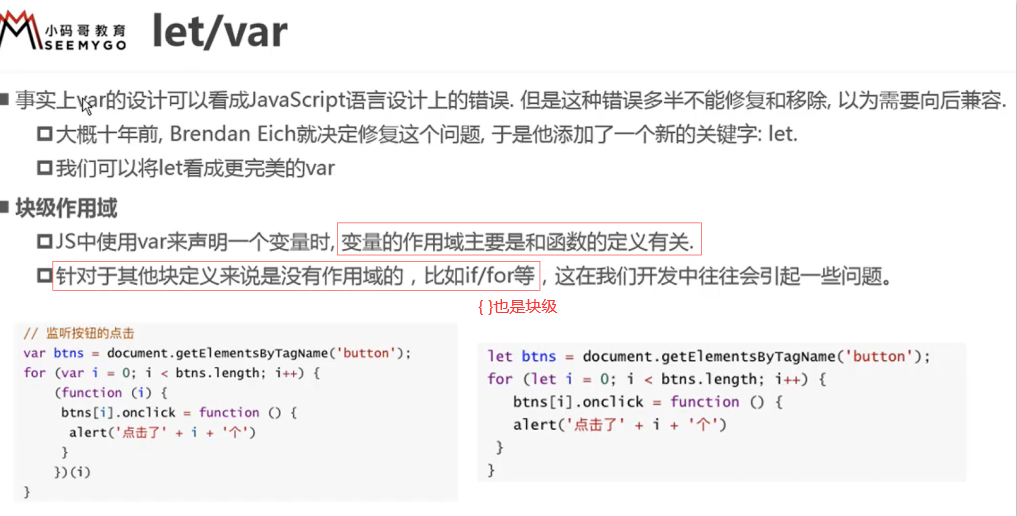 小码哥教育
SEEMYGO
let/var
事实上var的设计可以看成JavaScript语言设计上的错误. 但是这种错误多半不能修复和移除, 以为需要向后兼容.
大概十年前, Brendan Eich就决定修复这个问题, 于是他添加了一个新的关键字: let.
我们可以将let看成更完美的var
块级作用域
JS中使用var来声明一个变量时, 变量的作用域主要是和函数的定义有关.
针对于其他块定义来说是没有作用域的，比如if/for等，这在我们开发中往往会引起一些问题。
{ }也是块级
// 监听按钮的点击
var btns = document.getElementsByTagName('button');
for (var i = 0; i < btns.length; i++) {
(function (i) {
btns[i].onclick = function () {
alert('点击了' + i + '个')
}
})(i)
}
let btns = document.getElementsByTagName('button');
for (let i = 0; i < btns.length; i++) {
btns[i].onclick = function () {
alert('点击了' + i + '个')
}
}